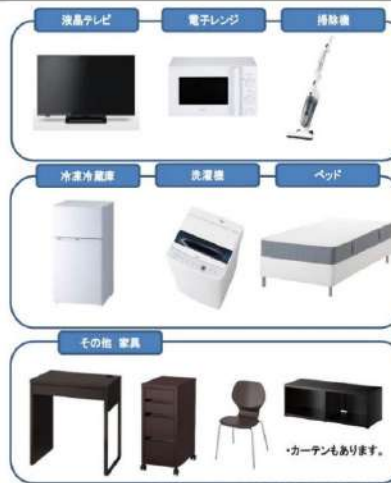 液晶テレビ
電子レンジ
掃除機
冷凍冷蔵庫
洗濯機
ベッド
その他 家具
・カーテンもあります。